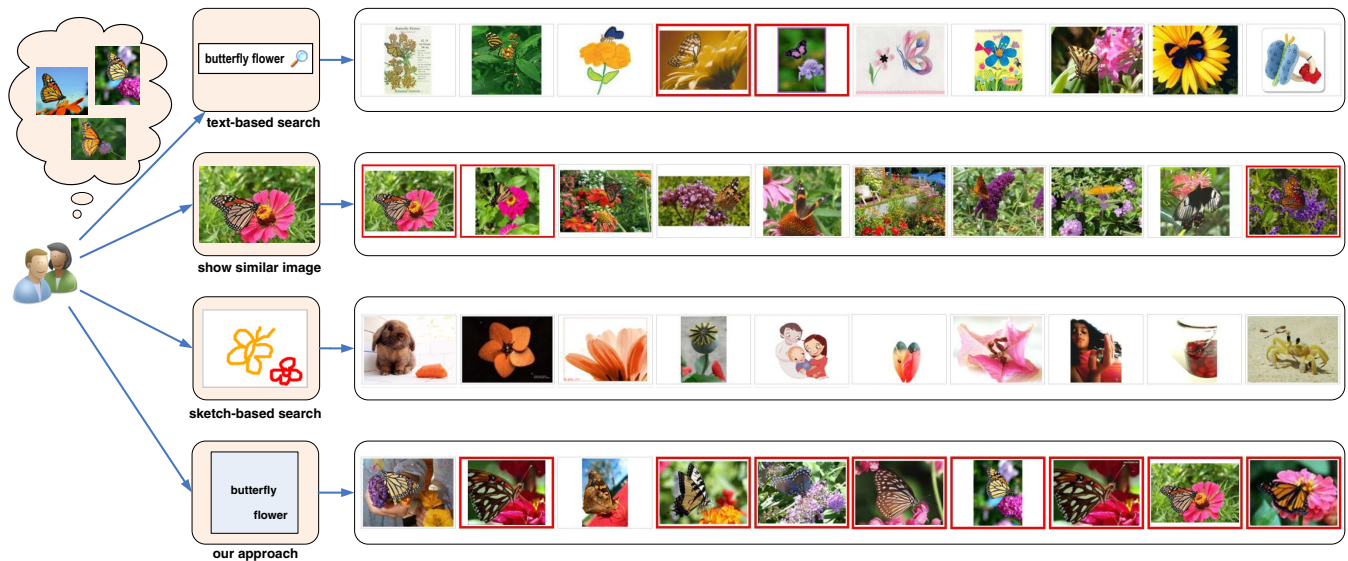 butterfly flower
text-based search
show similar image
sketch-based search
butterfly
flower
our approach